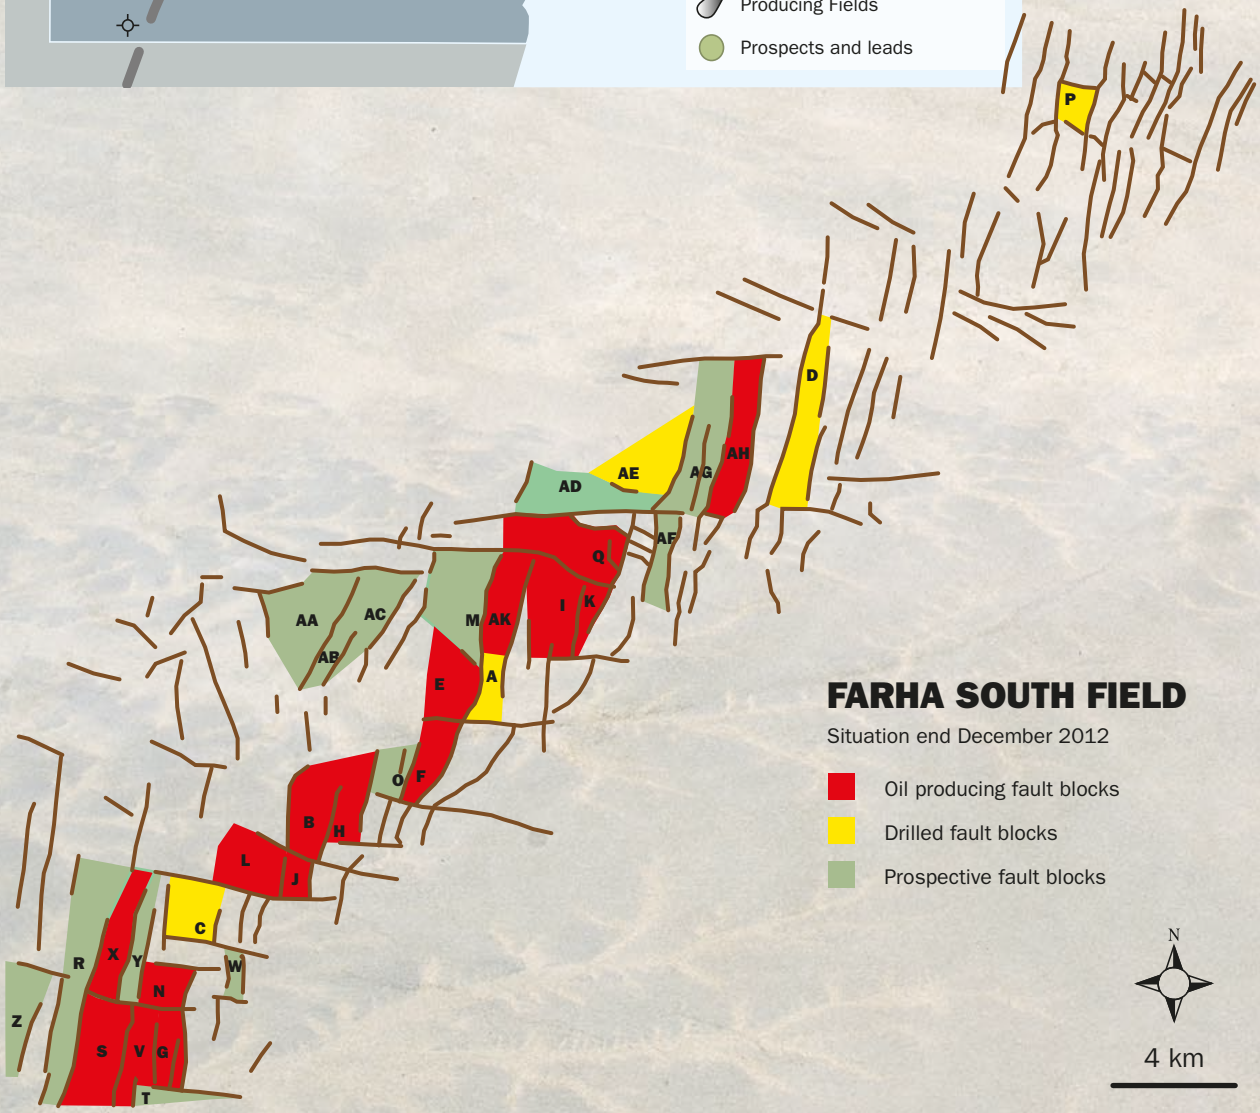 Producing Fields
Prospects and leads
P
D
AH
AE
AG
AD
AF
Q
I
K
AA
AC
M
AK
AB
E
A
FARHA SOUTH FIELD
Situation end December 2012
O
F
Oil producing fault blocks
B
H
Drilled fault blocks
L
J
Prospective fault blocks
C
N
X
Y
W
R
N
Z
S
V
G
4 km
T